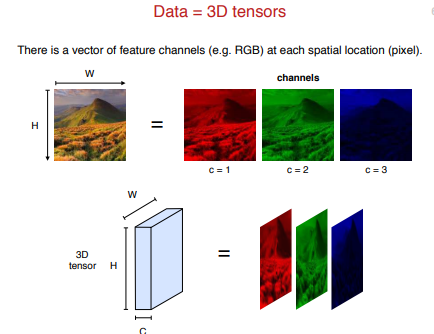 Data = 3D tensors
There is a vector of feature channels (e.g. RGB) at each spatial location (pixel).
W
channels
H
=
c = 1
c = 2
c = 3
W
3D
tensor
H
=
C